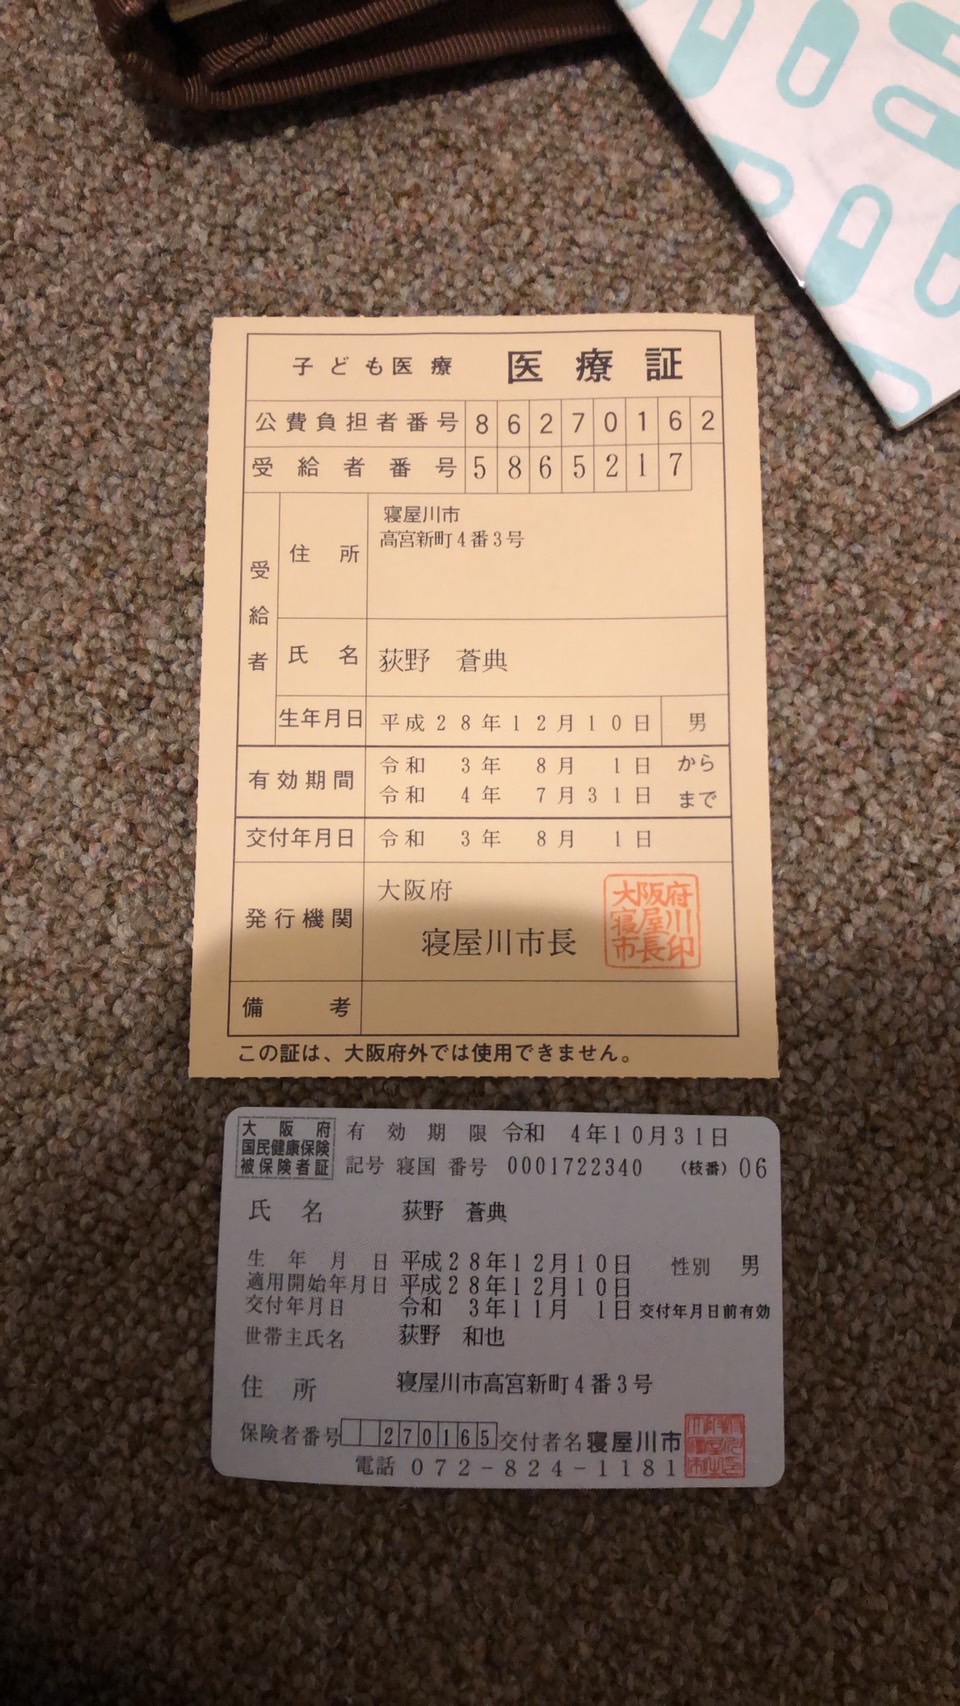 子ども医療 医療証
公費負担者番号 86270162
受給者番号 5865217
受給者
住所 寝屋川市
高宮新町4番3号
氏名 荻野 蒼典
生年月日 平成28年12月10日 男
有効期間 令和 3年 8月 1日 から
令和 4年 7月31日 まで
交付年月日 令和 3年 8月 1日
発行機関 大阪府
寝屋川市長
大阪府
寝屋川
市長印
備考
この証は、大阪府外では使用できません。
大阪府
国民健康保険
被保険者証
有効期限 令和 4年10月31日
記号 寝国 番号 0001722340 (枝番) 06
氏名 荻野 蒼典
生年月日 平成28年12月10日 性別 男
適用開始年月日 平成28年12月10日
交付年月日 令和 3年11月 1日 交付年月日前有効
世帯主氏名 荻野 和也
住所 寝屋川市高宮新町4番3号
保険者番号 270165 交付者名 寝屋川市
電話 072-824-1181